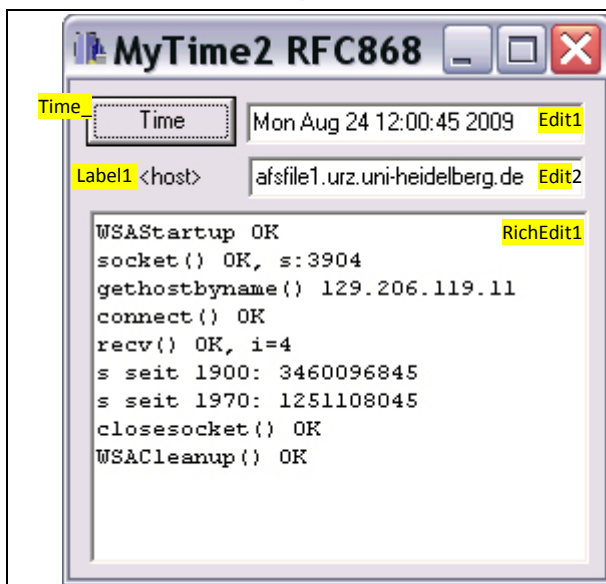 MyTime2 RFC868
Time_ Time Mon Aug 24 12:00:45 2009 Edit1
Label1 <host> afsfile1.urz.uni-heidelberg.de Edit2
WSAStartup OK RichEdit1
socket() OK, s:3904
gethostbyname() 129.206.119.11
connect() OK
recv() OK, i=4
s seit 1900: 3460096845
s seit 1970: 1251108045
closesocket() OK
WSACleanup() OK